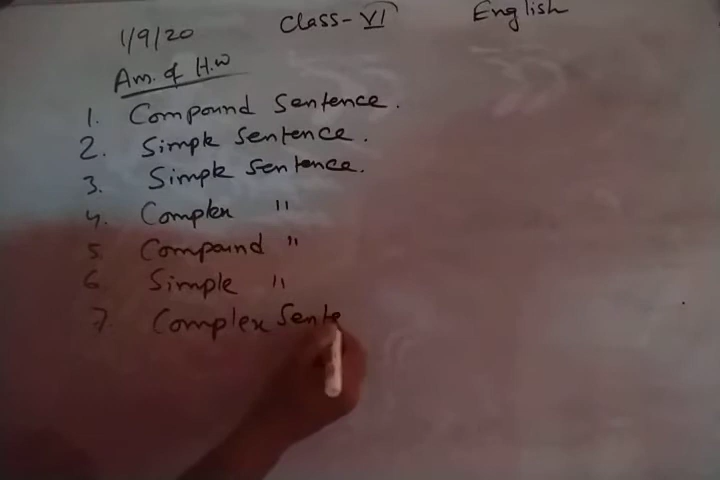 1/9/20 Class-VI English
Ans. of H.W
1. Compound Sentence.
2. Simple Sentence.
3. Simple Sentence.
4. Complex "
5. Compound "
6. Simple "
7. Complex Sente